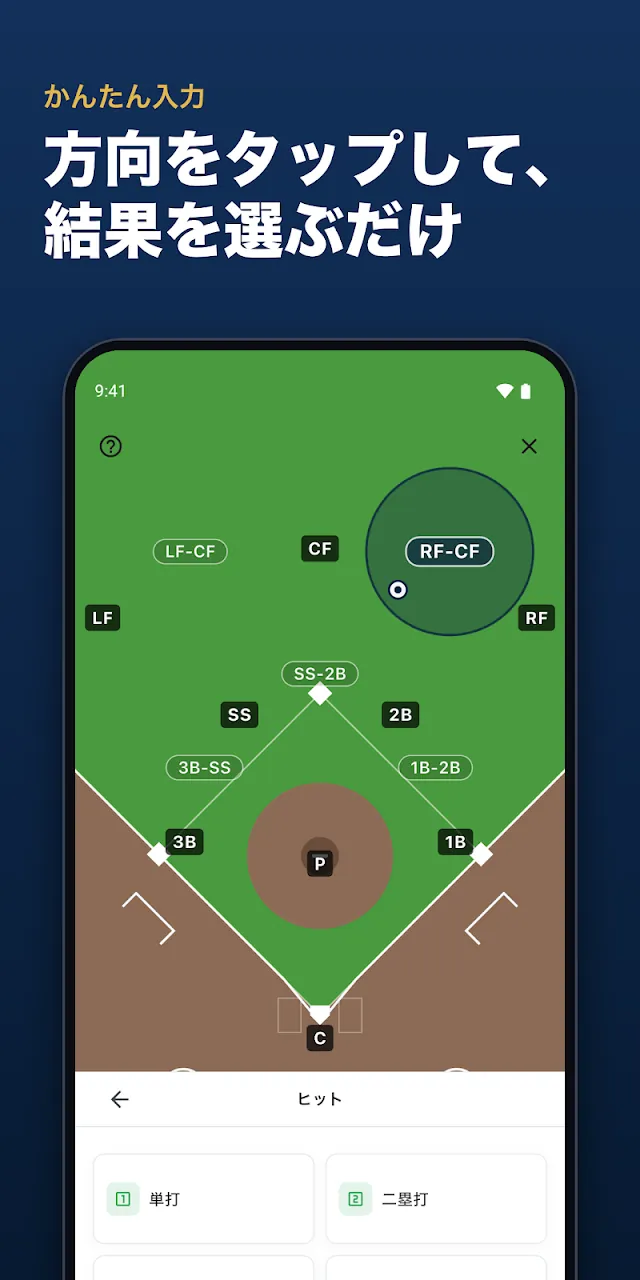 かんたん入力
方向をタップして、
結果を選ぶだけ
9:41
?
LF-CF
CF
RF-CF
LF
RF
SS-2B
SS
2B
3B-SS
1B-2B
3B
1B
P
C
ヒット
1 単打
2 二塁打